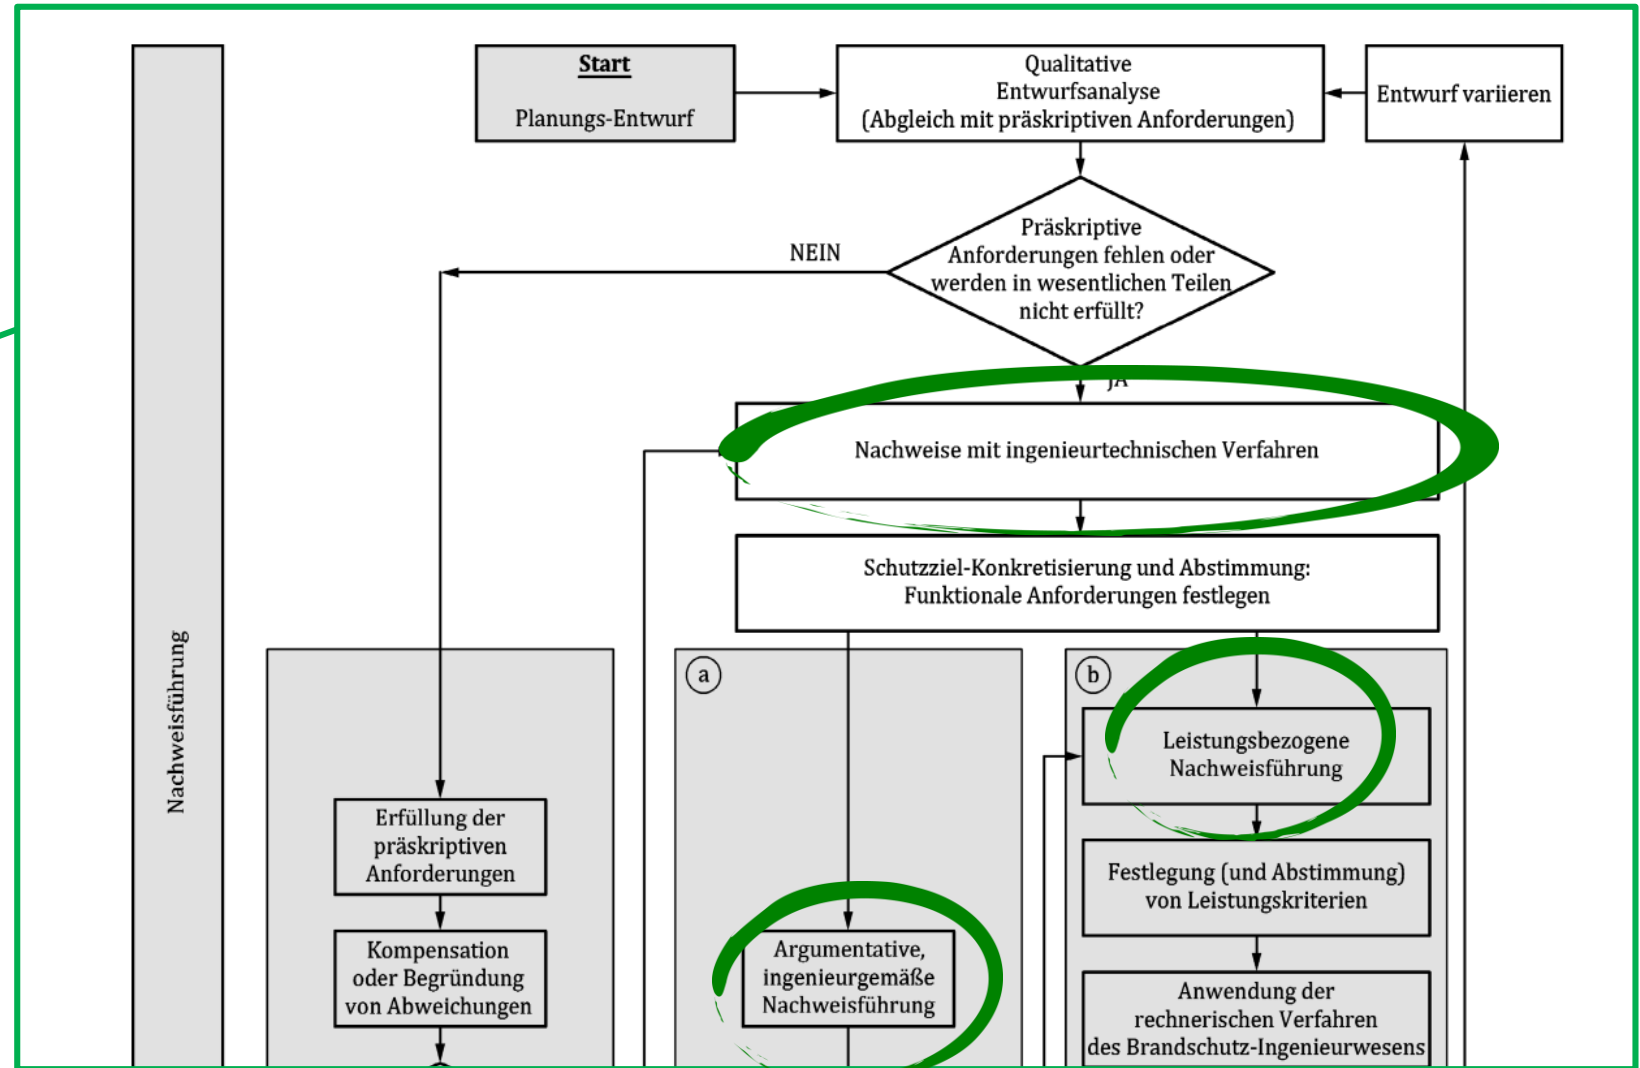 Start
Planungs-Entwurf
Qualitative
Entwurfsanalyse
(Abgleich mit präskriptiven Anforderungen)
Entwurf variieren
Präskriptive
Anforderungen fehlen oder
werden in wesentlichen Teilen
nicht erfüllt?
NEIN
JA
Nachweise mit ingenieurtechnischen Verfahren
Schutzziel-Konkretisierung und Abstimmung:
Funktionale Anforderungen festlegen
Nachweisführung
Erfüllung der
präskriptiven
Anforderungen
Kompensation
oder Begründung
von Abweichungen
a
Argumentative,
ingenieurgemäße
Nachweisführung
b
Leistungsbezogene
Nachweisführung
Festlegung (und Abstimmung)
von Leistungskriterien
Anwendung der
rechnerischen Verfahren
des Brandschutz-Ingenieurwesens